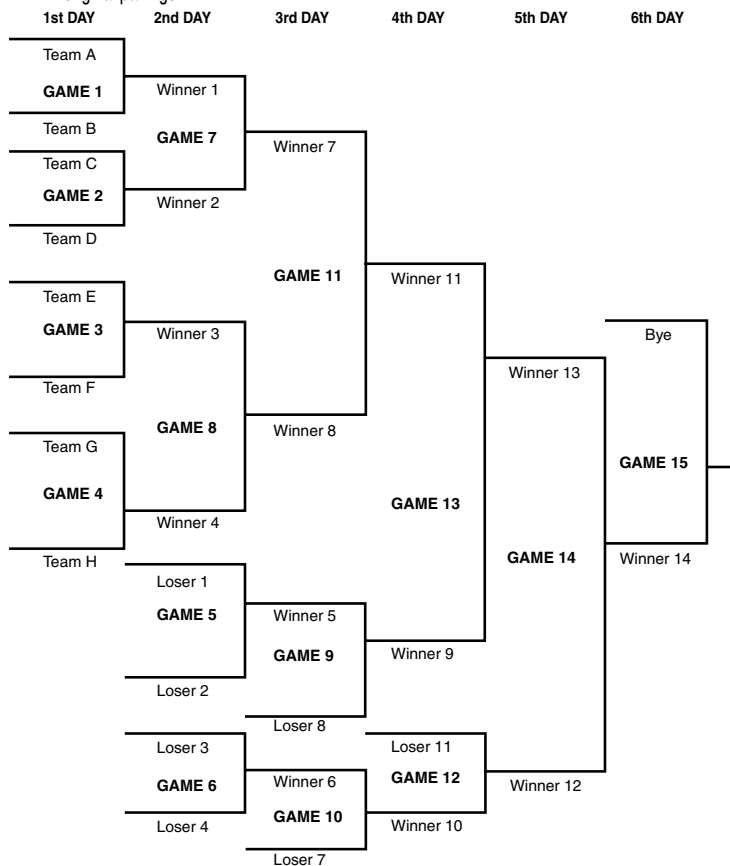 1st DAY 2nd DAY 3rd DAY 4th DAY 5th DAY 6th DAY
Team A
GAME 1
Winner 1
Team B
GAME 7
Winner 7
Team C
GAME 2
Winner 2
Team D
GAME 11
Winner 11
Team E
GAME 3
Winner 3
Bye
Winner 13
Team F
GAME 8
Winner 8
Team G
GAME 15
GAME 4
GAME 13
Winner 4
Team H
GAME 14
Winner 14
Loser 1
GAME 5
Winner 5
GAME 9
Winner 9
Loser 2
Loser 8
Loser 3
Loser 11
GAME 6
Winner 6
GAME 12
Winner 12
GAME 10
Loser 4
Winner 10
Loser 7